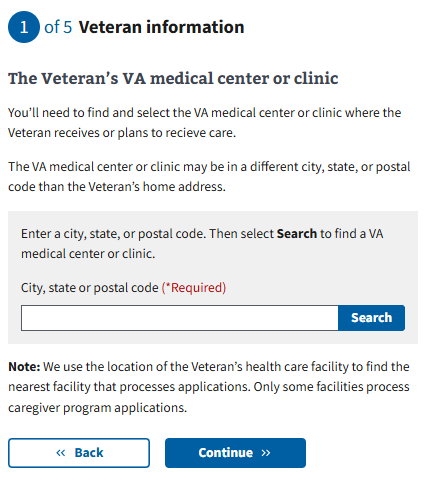 1 of 5 Veteran information
The Veteran's VA medical center or clinic
You'll need to find and select the VA medical center or clinic where the
Veteran receives or plans to recieve care.
The VA medical center or clinic may be in a different city, state, or postal
code than the Veteran's home address.
Enter a city, state, or postal code. Then select Search to find a VA
medical center or clinic.
City, state or postal code (*Required)
Search
Note: We use the location of the Veteran's health care facility to find the
nearest facility that processes applications. Only some facilities process
caregiver program applications.
« Back
Continue »